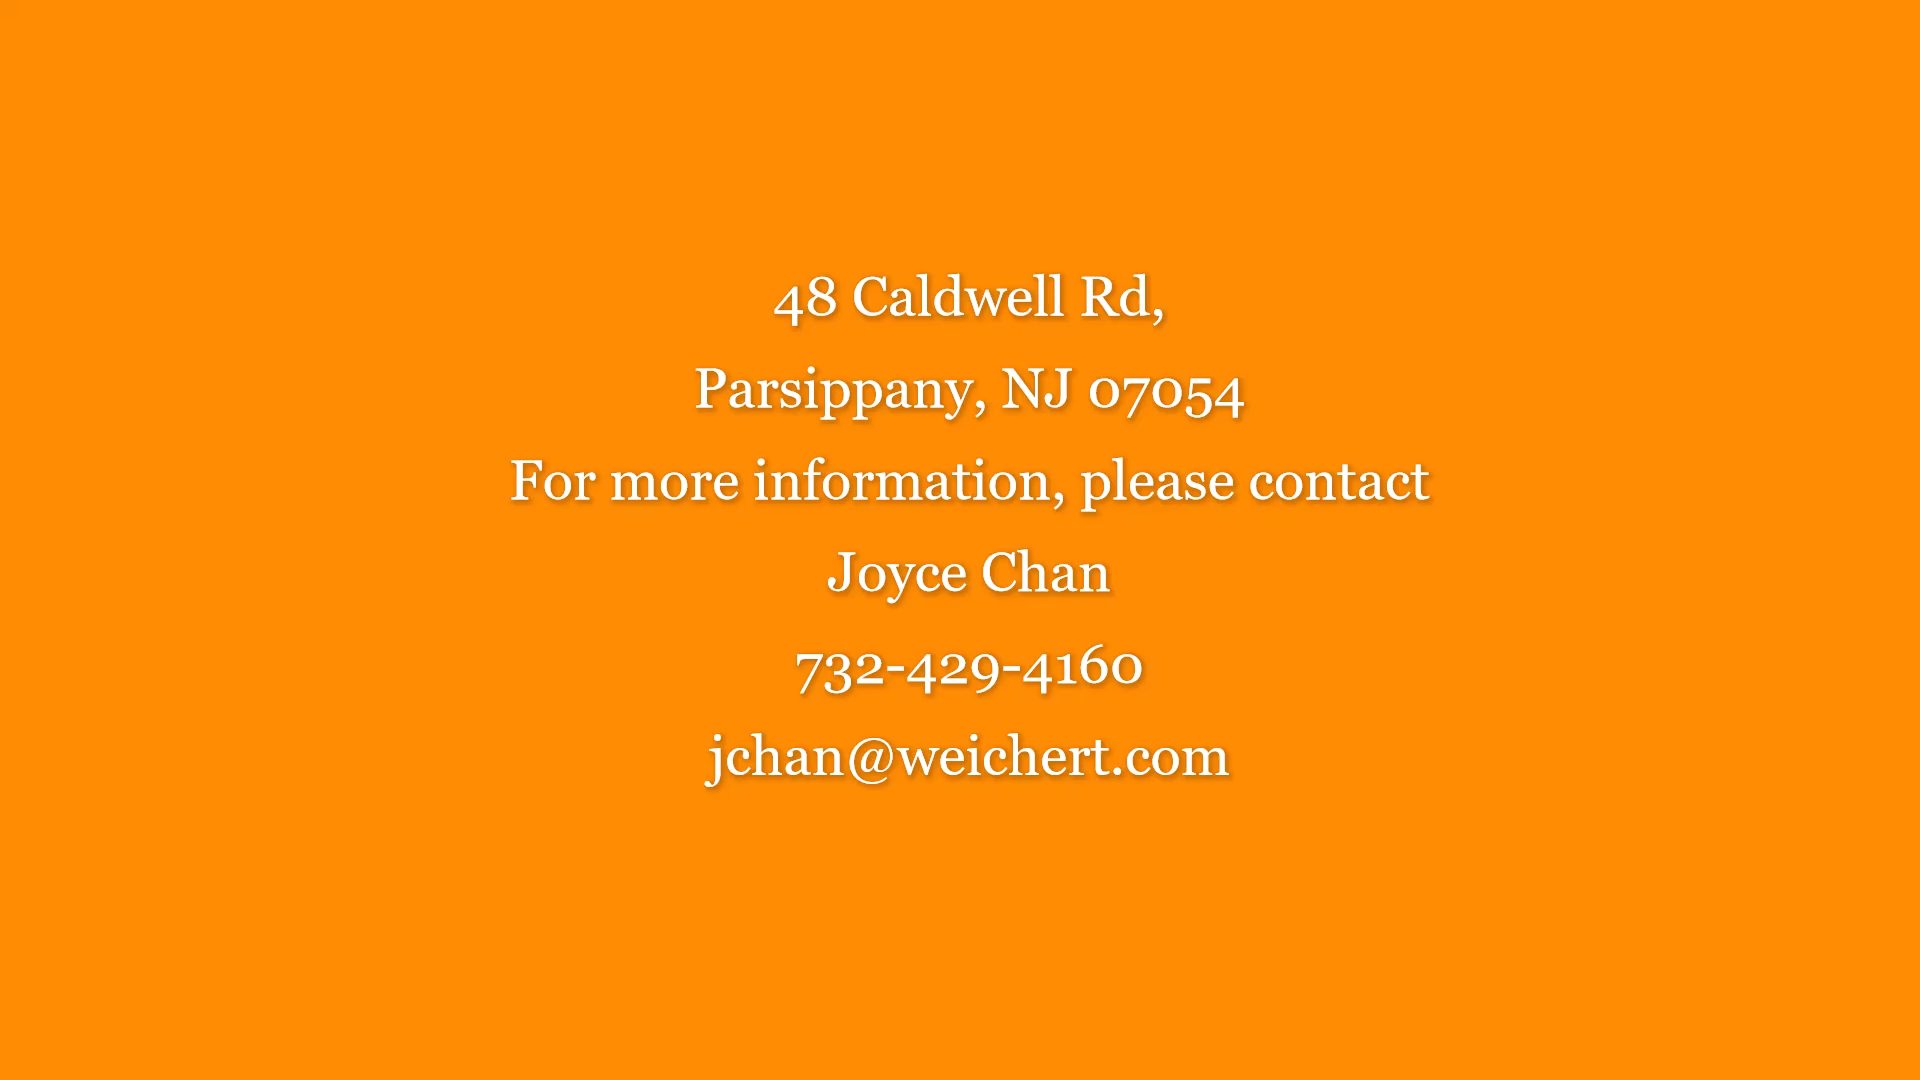 48 Caldwell Rd,
Parsippany, NJ 07054
For more information, please contact
Joyce Chan
732-429-4160
jchan@weichert.com